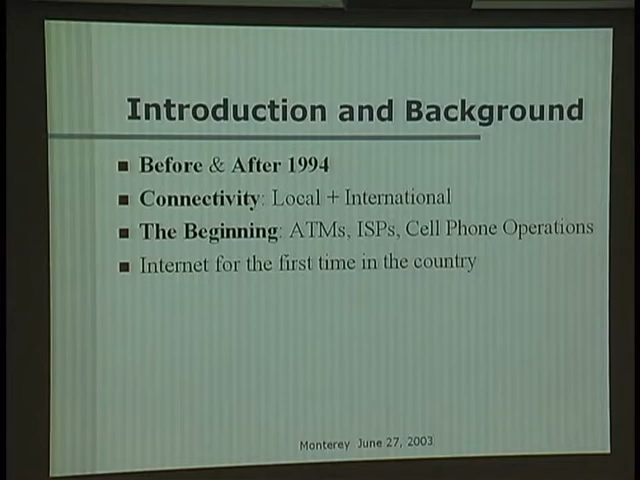 Introduction and Background
Before & After 1994
Connectivity: Local + International
The Beginning: ATMs, ISPs, Cell Phone Operations
Internet for the first time in the country
Monterey June 27, 2003